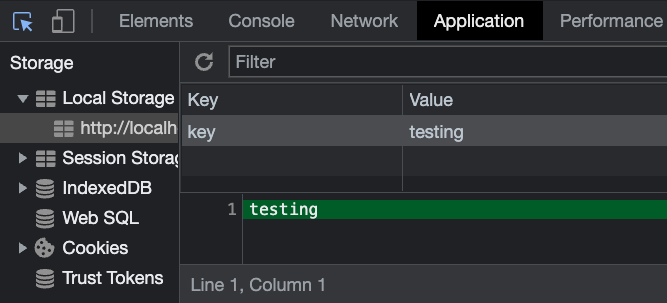 Elements Console Network Application Performance
Storage
Filter
Local Storage
Key Value
http://localh
key testing
Session Storag
IndexedDB
Web SQL
1 testing
Cookies
Trust Tokens
Line 1, Column 1